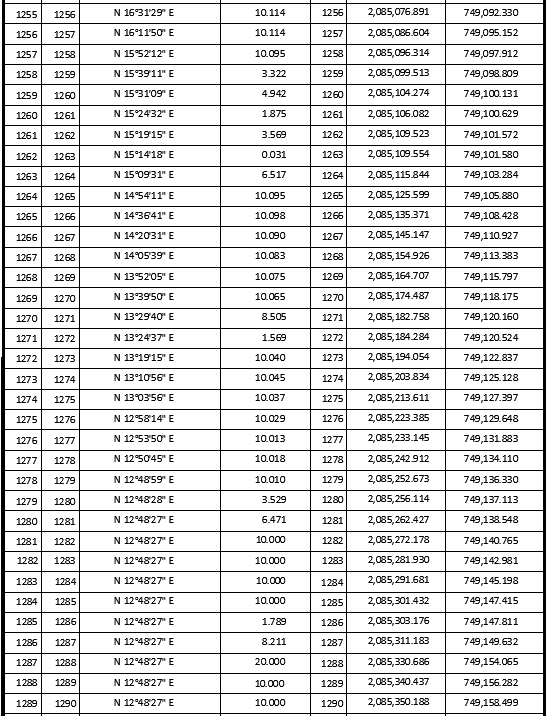 1255 1256 N 16°31'29" E 10.114 1256 2,085,076.891 749,092.330
1256 1257 N 16°11'50" E 10.114 1257 2,085,086.604 749,095.152
1257 1258 N 15°52'12" E 10.095 1258 2,085,096.314 749,097.912
1258 1259 N 15°39'11" E 3.322 1259 2,085,099.513 749,098.809
1259 1260 N 15°31'09" E 4.942 1260 2,085,104.274 749,100.131
1260 1261 N 15°24'32" E 1.875 1261 2,085,106.082 749,100.629
1261 1262 N 15°19'15" E 3.569 1262 2,085,109.523 749,101.572
1262 1263 N 15°14'18" E 0.031 1263 2,085,109.554 749,101.580
1263 1264 N 15°09'31" E 6.517 1264 2,085,115.844 749,103.284
1264 1265 N 14°54'11" E 10.095 1265 2,085,125.599 749,105.880
1265 1266 N 14°36'41" E 10.098 1266 2,085,135.371 749,108.428
1266 1267 N 14°20'31" E 10.090 1267 2,085,145.147 749,110.927
1267 1268 N 14°05'39" E 10.083 1268 2,085,154.926 749,113.383
1268 1269 N 13°52'05" E 10.075 1269 2,085,164.707 749,115.797
1269 1270 N 13°39'50" E 10.065 1270 2,085,174.487 749,118.175
1270 1271 N 13°29'40" E 8.505 1271 2,085,182.758 749,120.160
1271 1272 N 13°24'37" E 1.569 1272 2,085,184.284 749,120.524
1272 1273 N 13°19'15" E 10.040 1273 2,085,194.054 749,122.837
1273 1274 N 13°10'56" E 10.045 1274 2,085,203.834 749,125.128
1274 1275 N 13°03'56" E 10.037 1275 2,085,213.611 749,127.397
1275 1276 N 12°58'14" E 10.029 1276 2,085,223.385 749,129.648
1276 1277 N 12°53'50" E 10.013 1277 2,085,233.145 749,131.883
1277 1278 N 12°50'45" E 10.018 1278 2,085,242.912 749,134.110
1278 1279 N 12°48'59" E 10.010 1279 2,085,252.673 749,136.330
1279 1280 N 12°48'28" E 3.529 1280 2,085,256.114 749,137.113
1280 1281 N 12°48'27" E 6.471 1281 2,085,262.427 749,138.548
1281 1282 N 12°48'27" E 10.000 1282 2,085,272.178 749,140.765
1282 1283 N 12°48'27" E 10.000 1283 2,085,281.930 749,142.981
1283 1284 N 12°48'27" E 10.000 1284 2,085,291.681 749,145.198
1284 1285 N 12°48'27" E 10.000 1285 2,085,301.432 749,147.415
1285 1286 N 12°48'27" E 1.789 1286 2,085,303.176 749,147.811
1286 1287 N 12°48'27" E 8.211 1287 2,085,311.183 749,149.632
1287 1288 N 12°48'27" E 20.000 1288 2,085,330.686 749,154.065
1288 1289 N 12°48'27" E 10.000 1289 2,085,340.437 749,156.282
1289 1290 N 12°48'27" E 10.000 1290 2,085,350.188 749,158.499